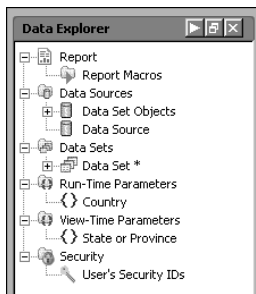 Data Explorer
Report
Report Macros
Data Sources
Data Set Objects
Data Source
Data Sets
Data Set *
Run-Time Parameters
Country
View-Time Parameters
State or Province
Security
User's Security IDs